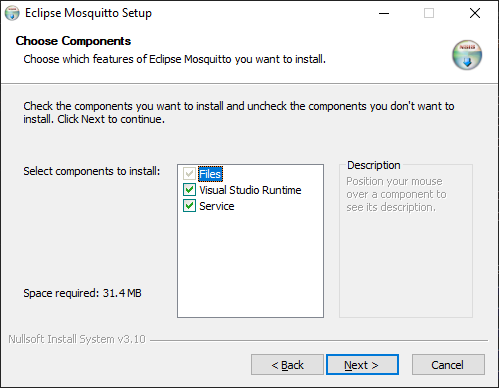 Eclipse Mosquitto Setup
Choose Components
Choose which features of Eclipse Mosquitto you want to install.
Check the components you want to install and uncheck the components you don't want to
install. Click Next to continue.
Select components to install:
Files
Visual Studio Runtime
Service
Description
Position your mouse
over a component to
see its description.
Space required: 31.4 MB
Nullsoft Install System v3.10
< Back
Next >
Cancel